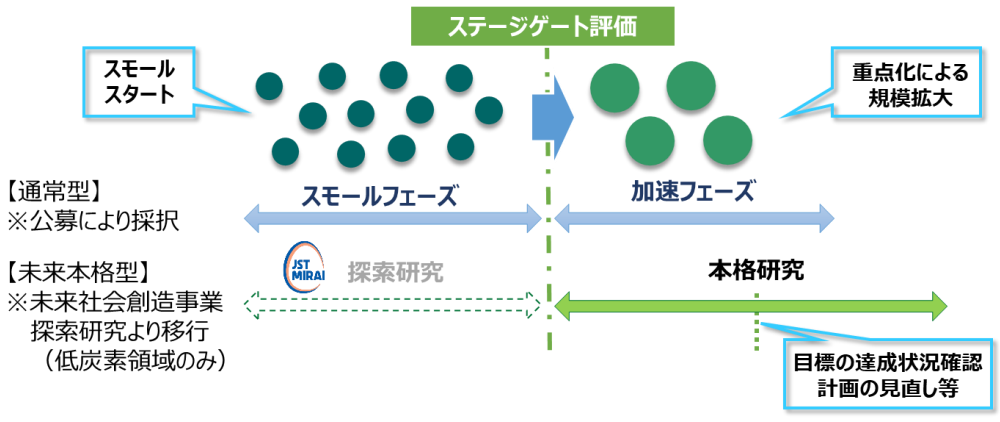 ステージゲート評価
スモール
スタート
重点化による
規模拡大
【通常型】
※公募により採択
スモールフェーズ
加速フェーズ
【未来本格型】
※未来社会創造事業
探索研究より移行
（低炭素領域のみ）
JST
MIRAI
探索研究
本格研究
目標の達成状況確認
計画の見直し等